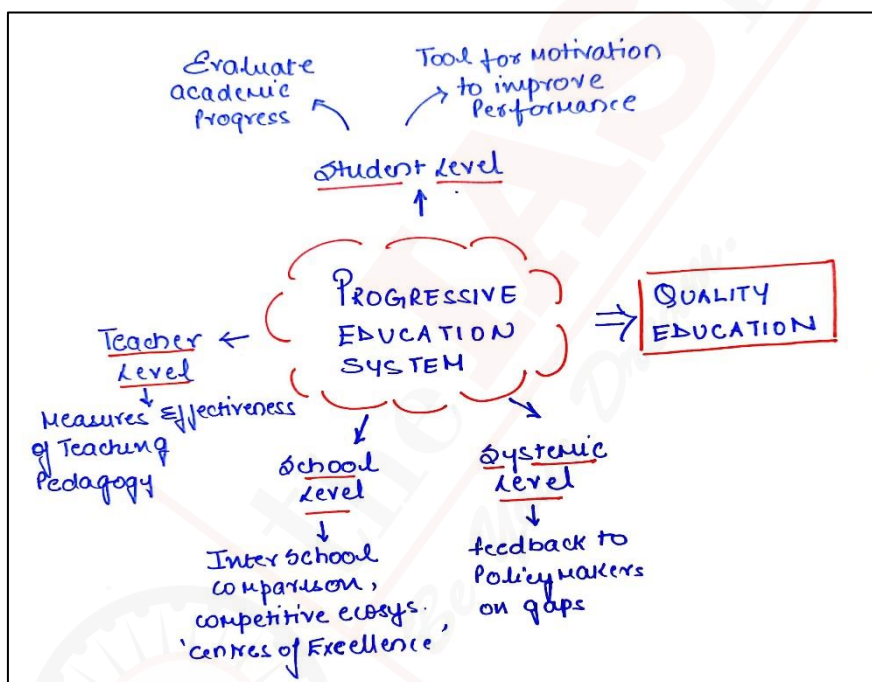 Evaluate
academic
Progress
Tool for Motivation
to improve
Performance
Student Level
PROGRESSIVE
EDUCATION
SYSTEM
QUALITY
EDUCATION
Teacher
Level
Measures Effectiveness
of Teaching
Pedagogy
School
Level
Inter School
comparison,
competitive ecosys.
'centres of Excellence',
Systemic
Level
feedback to
Policymakers
on gaps